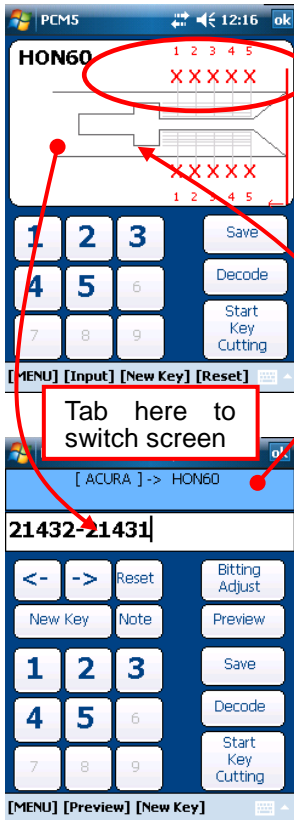 PCM5 12:16 ok
HON60
1 2 3 4 5
X X X X X
X X X X X
1 2 3 4 5
1 2 3 Save
4 5 6 Decode
7 8 9 Start Key Cutting
[MENU] [Input] [New Key] [Reset]
Tab here to
switch screen
ok
[ ACURA ] -> HON60
21432-21431
<- -> Reset Bitting Adjust
New Key Note Preview
1 2 3 Save
4 5 6 Decode
7 8 9 Start Key Cutting
[MENU] [Preview] [New Key]